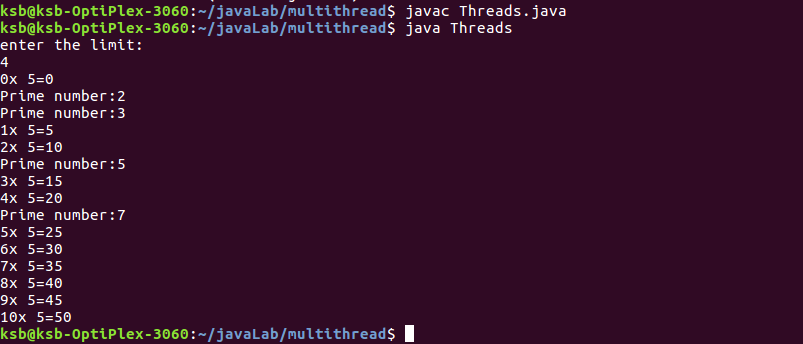 ksb@ksb-OptiPlex-3060:~/javaLab/multithread$ javac Threads.java
ksb@ksb-OptiPlex-3060:~/javaLab/multithread$ java Threads
enter the limit:
4
0x 5=0
Prime number:2
Prime number:3
1x 5=5
2x 5=10
Prime number:5
3x 5=15
4x 5=20
Prime number:7
5x 5=25
6x 5=30
7x 5=35
8x 5=40
9x 5=45
10x 5=50
ksb@ksb-OptiPlex-3060:~/javaLab/multithread$